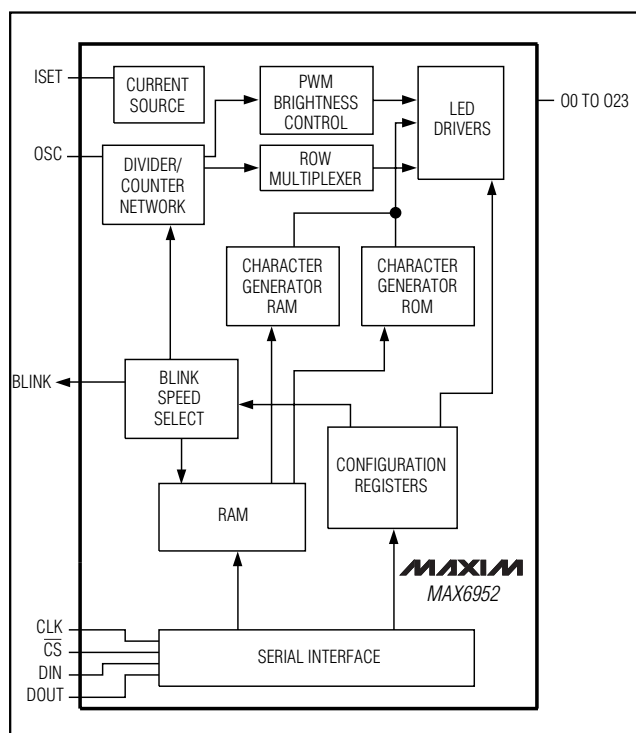 ISET
CURRENT
SOURCE
PWM
BRIGHTNESS
CONTROL
LED
DRIVERS
O0 TO O23
OSC
DIVIDER/
COUNTER
NETWORK
ROW
MULTIPLEXER
CHARACTER
GENERATOR
RAM
CHARACTER
GENERATOR
ROM
BLINK
BLINK
SPEED
SELECT
CONFIGURATION
REGISTERS
RAM
MAXIM
MAX6952
CLK
C̅S̅
DIN
DOUT
SERIAL INTERFACE